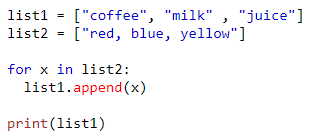 list1 = ["coffee", "milk" , "juice"]
list2 = ["red, blue, yellow"]
for x in list2:
  list1.append(x)
print(list1)